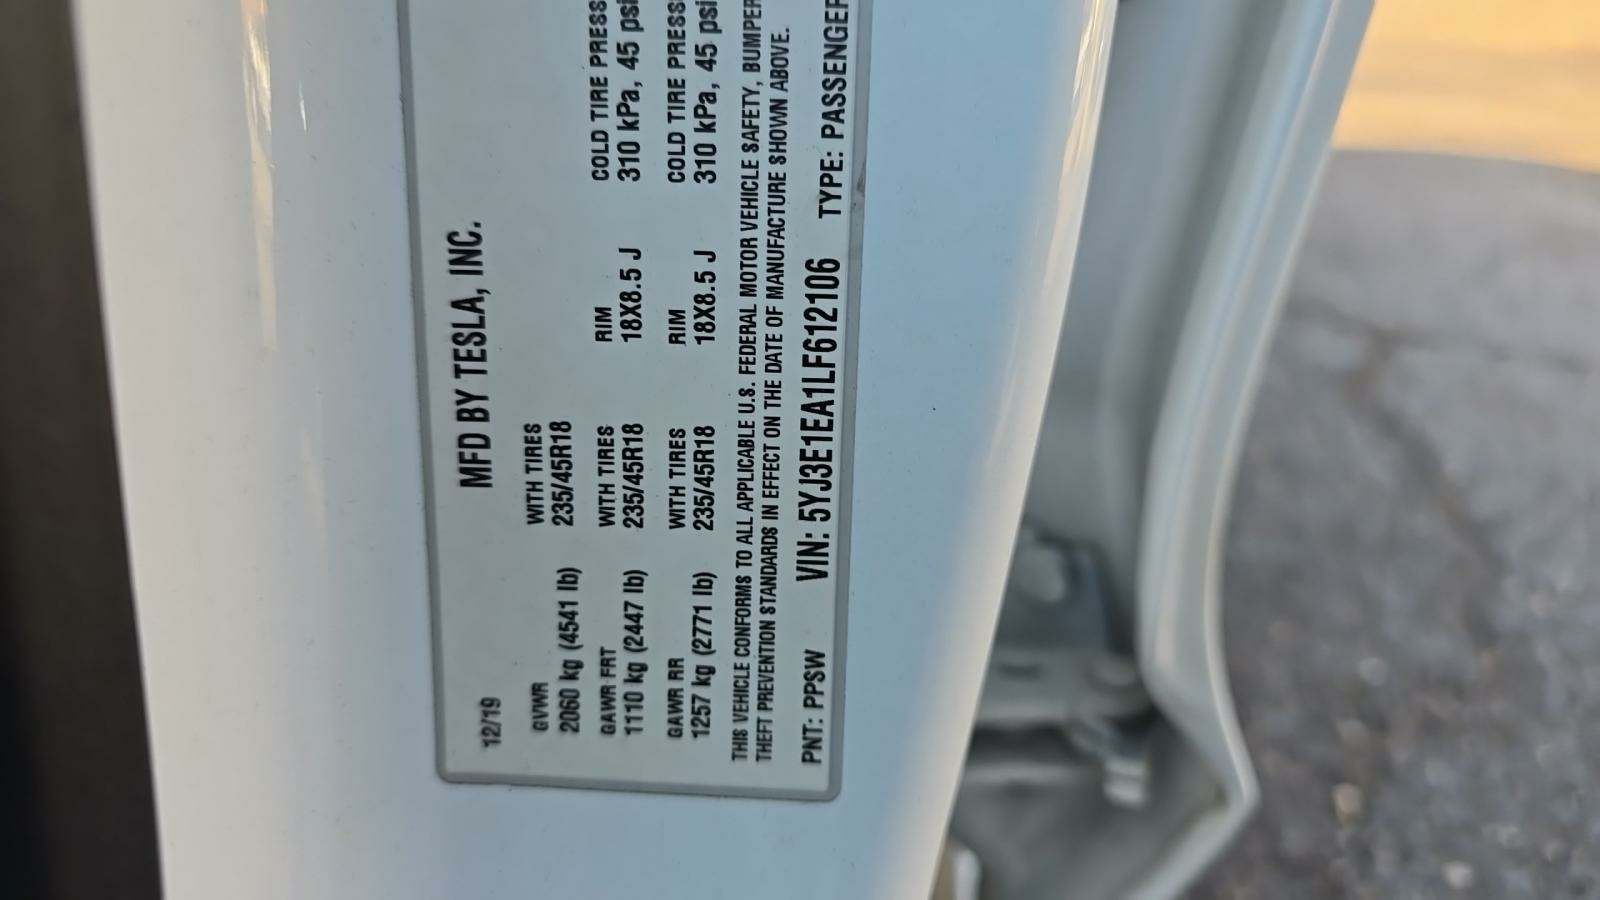 MFD BY TESLA, INC.
12/19
GVWR WITH TIRES
2060 kg (4541 lb) 235/45R18
GAWR FRT WITH TIRES RIM COLD TIRE PRESS
1110 kg (2447 lb) 235/45R18 18X8.5 J 310 kPa, 45 psi
GAWR RR WITH TIRES RIM COLD TIRE PRESS
1257 kg (2771 lb) 235/45R18 18X8.5 J 310 kPa, 45 psi
THIS VEHICLE CONFORMS TO ALL APPLICABLE U.S. FEDERAL MOTOR VEHICLE SAFETY, BUMPER
THEFT PREVENTION STANDARDS IN EFFECT ON THE DATE OF MANUFACTURE SHOWN ABOVE.
PNT: PPSW VIN: 5YJ3E1EA1LF612106 TYPE: PASSENGER